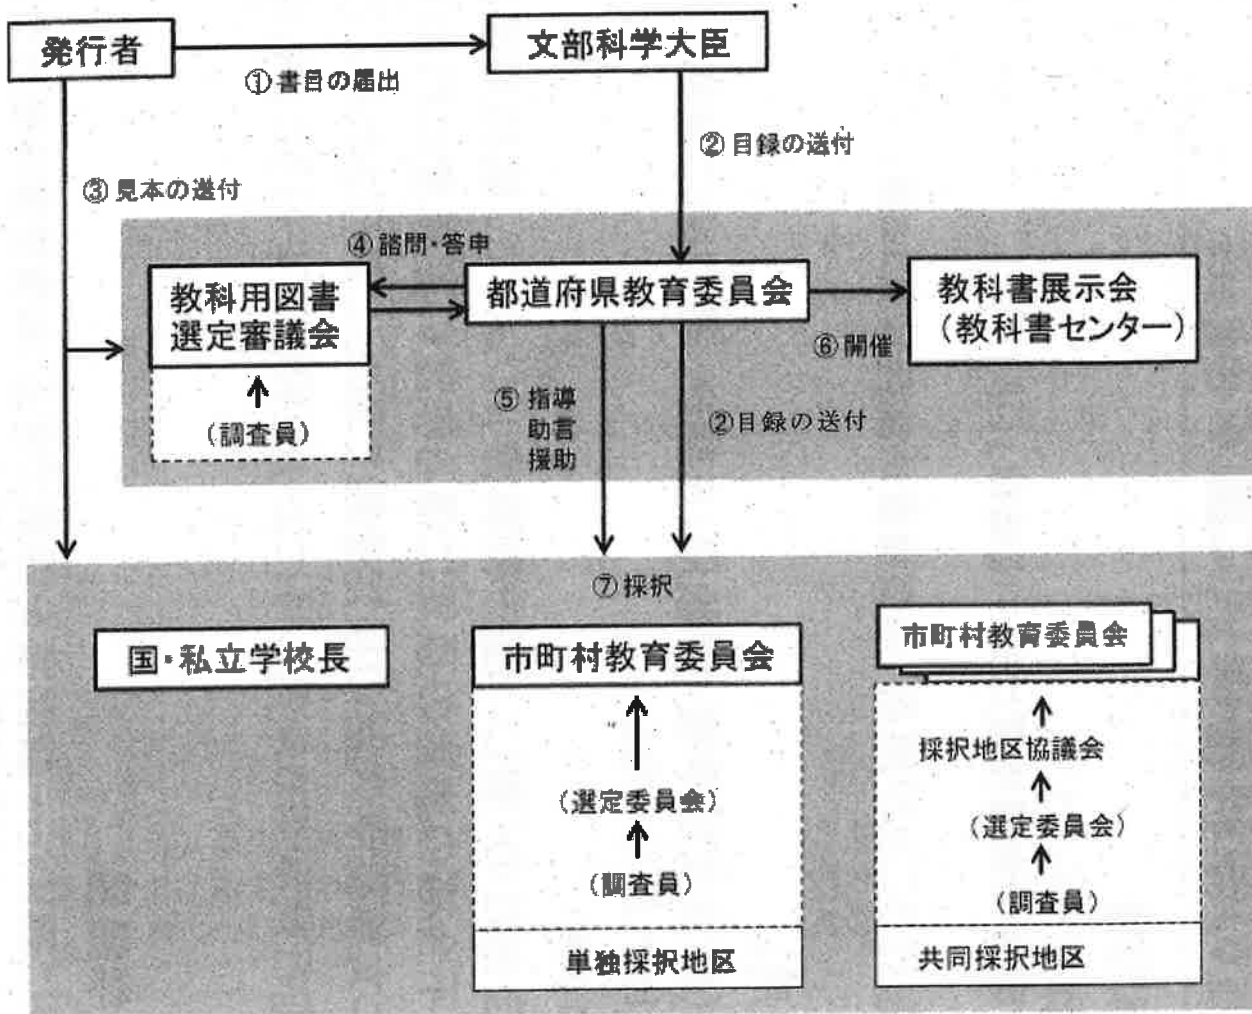 発行者
文部科学大臣
①書目の届出
②目録の送付
③見本の送付
④諮問・答申
教科用図書
選定審議会
(調査員)
都道府県教育委員会
教科書展示会
(教科書センター)
⑥開催
⑤指導
助言
援助
②目録の送付
⑦採択
国・私立学校長
市町村教育委員会
(選定委員会)
(調査員)
単独採択地区
市町村教育委員会
採択地区協議会
(選定委員会)
(調査員)
共同採択地区